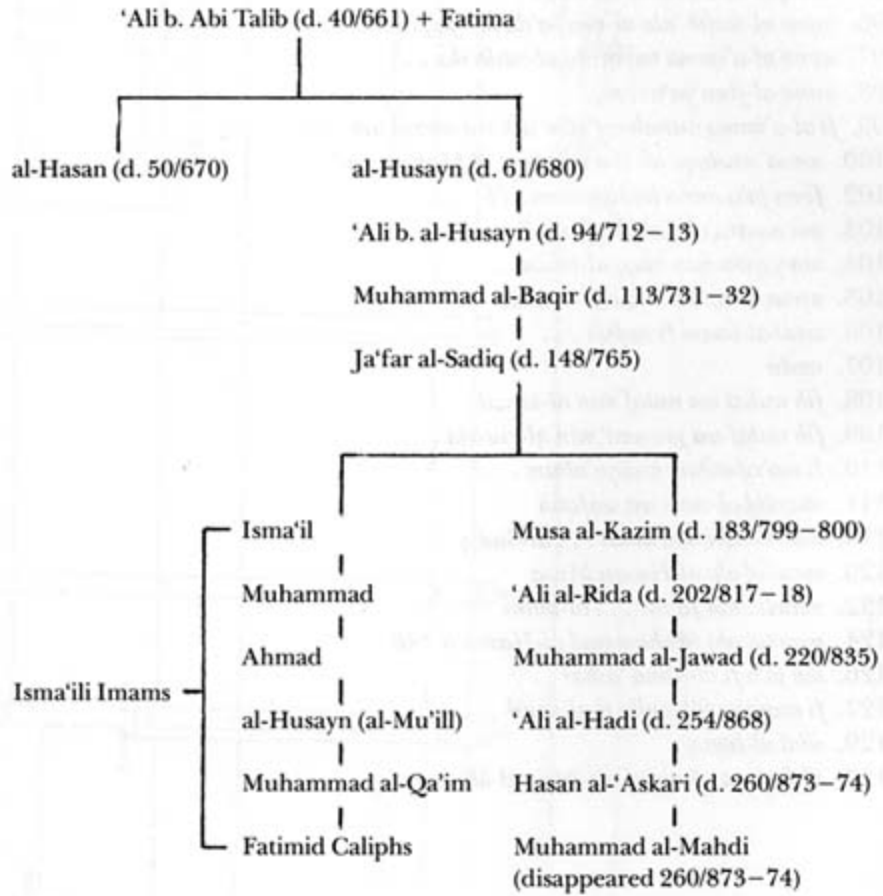 ‘Ali b. Abi Talib (d. 40/661) + Fatima
al-Hasan (d. 50/670)
al-Husayn (d. 61/680)
‘Ali b. al-Husayn (d. 94/712–13)
Muhammad al-Baqir (d. 113/731–32)
Ja‘far al-Sadiq (d. 148/765)
Isma‘ili Imams
Isma‘il
Muhammad
Ahmad
al-Husayn (al-Mu‘ill)
Muhammad al-Qa’im
Fatimid Caliphs
Musa al-Kazim (d. 183/799–800)
‘Ali al-Rida (d. 202/817–18)
Muhammad al-Jawad (d. 220/835)
‘Ali al-Hadi (d. 254/868)
Hasan al-‘Askari (d. 260/873–74)
Muhammad al-Mahdi
(disappeared 260/873–74)